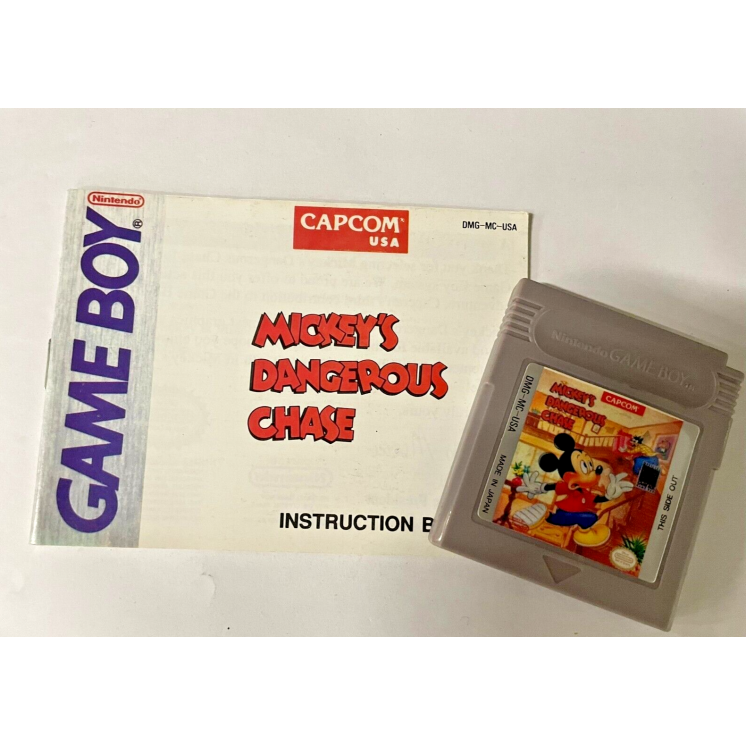 Nintendo
GAME BOY®
CAPCOM
USA
DMG-MC-USA
MICKEY'S
DANGEROUS
CHASE
INSTRUCTION B
Nintendo GAME BOY
DMG-MC-USA
MADE IN JAPAN
MICKEY'S
DANGEROUS
CHASE
CAPCOM
THIS SIDE OUT